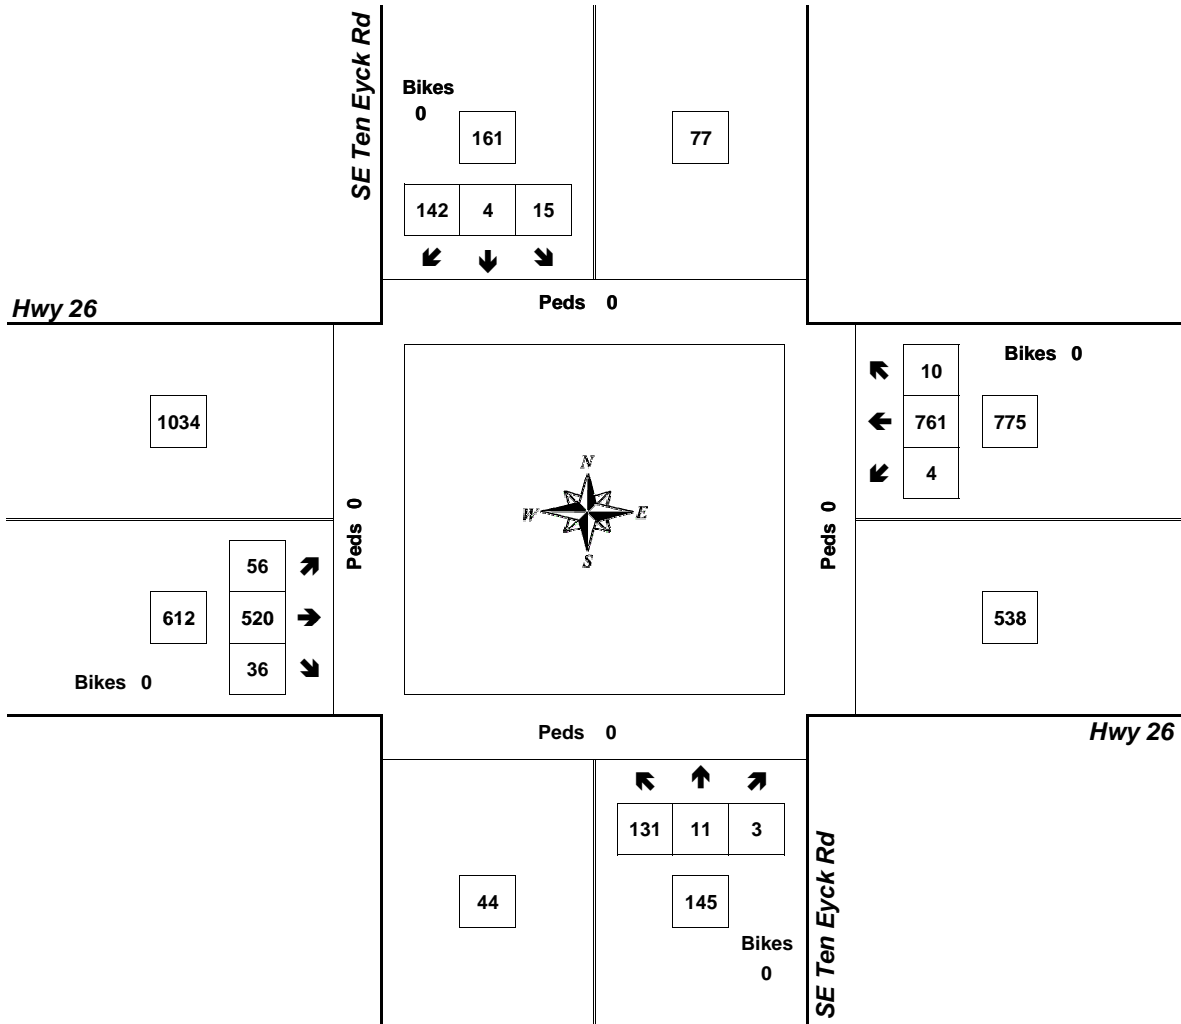 SE Ten Eyck Rd
Bikes
0
161
77
142 4 15
Hwy 26
Peds 0
Bikes 0
10
1034
761 775
4
N
W E
S
Peds 0
Peds 0
56
612 520
538
36
Bikes 0
Peds 0
Hwy 26
131 11 3
44
145
Bikes
0
SE Ten Eyck Rd